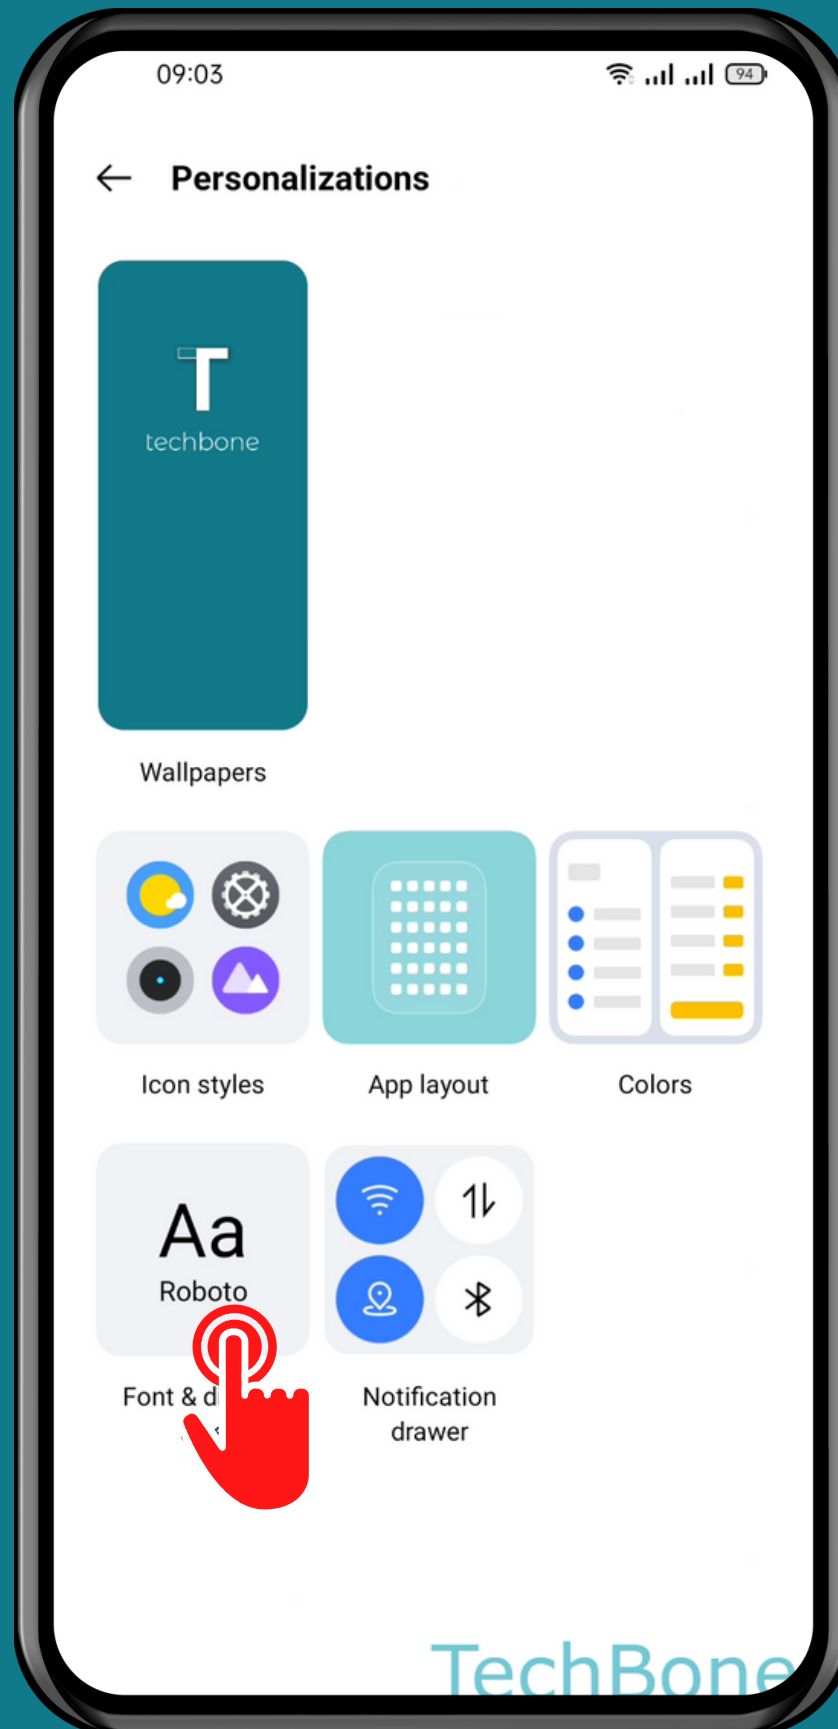 09:03
94
Personalizations
T
techbone
Wallpapers
Icon styles
App layout
Colors
Aa
Roboto
Font & d
Notification
drawer
TechBone